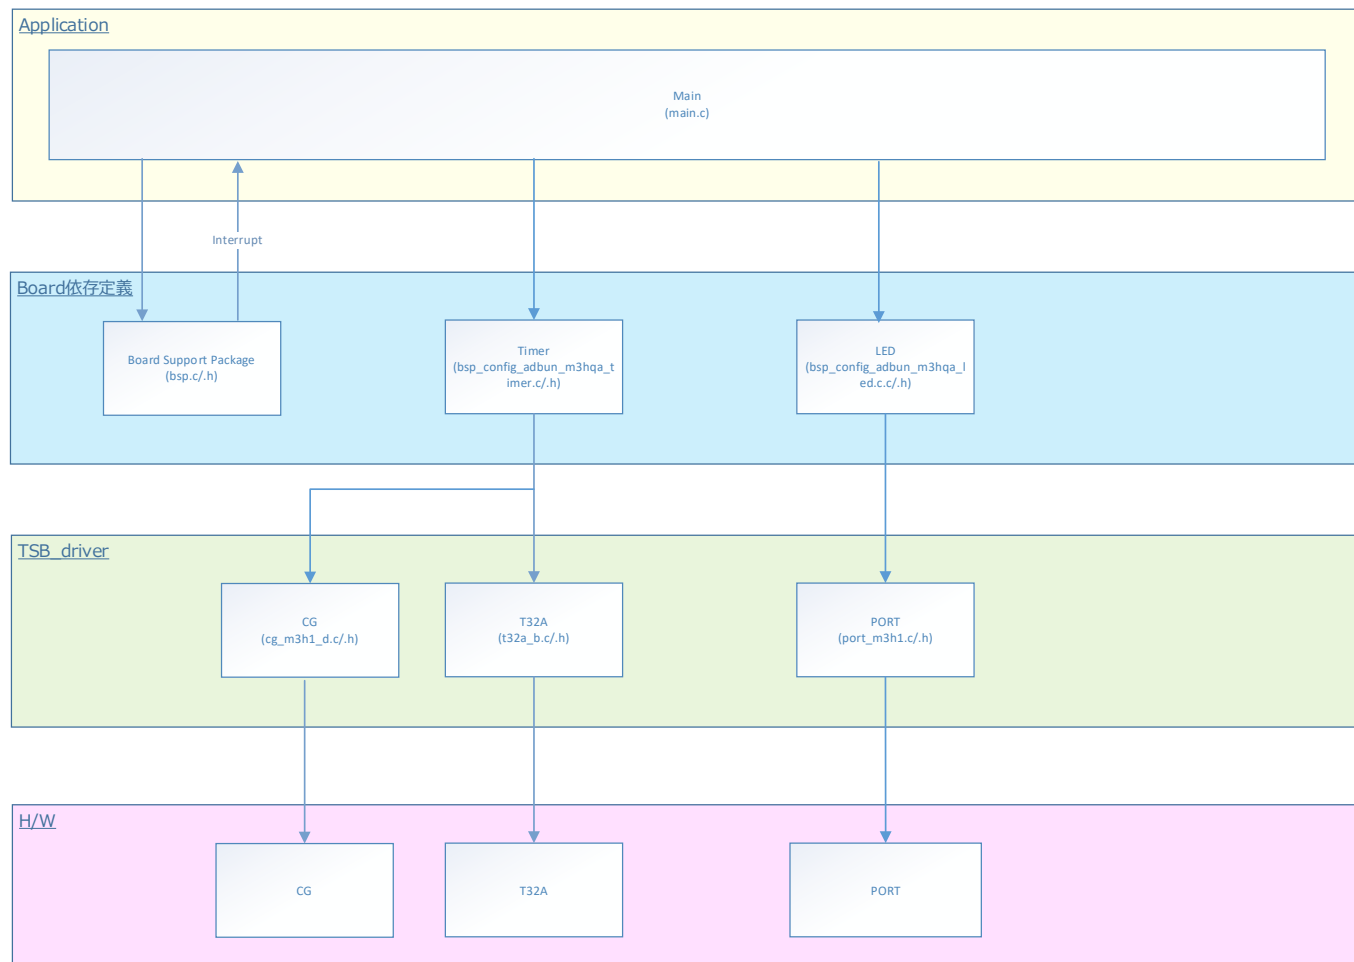 Application
Main
(main.c)
Interrupt
Board依存定義
Board Support Package
(bsp.c/.h)
Timer
(bsp_config_adbun_m3hqa_t
imer.c/.h)
LED
(bsp_config_adbun_m3hqa_l
ed.c.c/.h)
TSB_driver
CG
(cg_m3h1_d.c/.h)
T32A
(t32a_b.c/.h)
PORT
(port_m3h1.c/.h)
H/W
CG
T32A
PORT